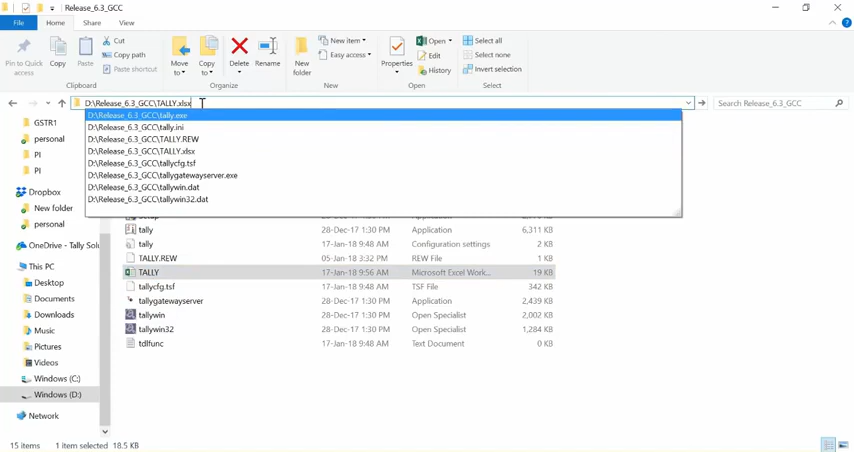 Release_6.3_GCC
File Home Share View
Pin to Quick access
Copy
Paste
Cut
Copy path
Paste shortcut
Clipboard
Move to
Copy to
Delete
Rename
Organize
New folder
New item
Easy access
New
Properties
Open
Edit
History
Open
Select all
Select none
Invert selection
Select
D:\Release_6.3_GCC\TALLY.xlsx
Search Release_6.3_GCC
D:\Release_6.3_GCC\tally.exe
D:\Release_6.3_GCC\tally.ini
D:\Release_6.3_GCC\TALLY.REW
D:\Release_6.3_GCC\TALLY.xlsx
D:\Release_6.3_GCC\tallycfg.tsf
D:\Release_6.3_GCC\tallygatewayserver.exe
D:\Release_6.3_GCC\tallywin.dat
D:\Release_6.3_GCC\tallywin32.dat
GSTR1
personal
PI
PI
Dropbox
New folder
personal
OneDrive - Tally Solu
This PC
Desktop
Documents
Downloads
Music
Pictures
Videos
Windows (C:)
Windows (D:)
Network
tally 28-Dec-17 1:30 PM Application 6,311 KB
tally 17-Jan-18 9:48 AM Configuration settings 2 KB
TALLY.REW 05-Jan-18 3:32 PM REW File 1 KB
TALLY 17-Jan-18 9:56 AM Microsoft Excel Work... 19 KB
tallycfg.tsf 17-Jan-18 9:48 AM TSF File 342 KB
tallygatewayserver 28-Dec-17 1:30 PM Application 2,439 KB
tallywin 28-Dec-17 1:30 PM Open Specialist 2,002 KB
tallywin32 28-Dec-17 1:30 PM Open Specialist 1,284 KB
tdlfunc 17-Jan-18 9:48 AM Text Document 0 KB
15 items 1 item selected 18.5 KB